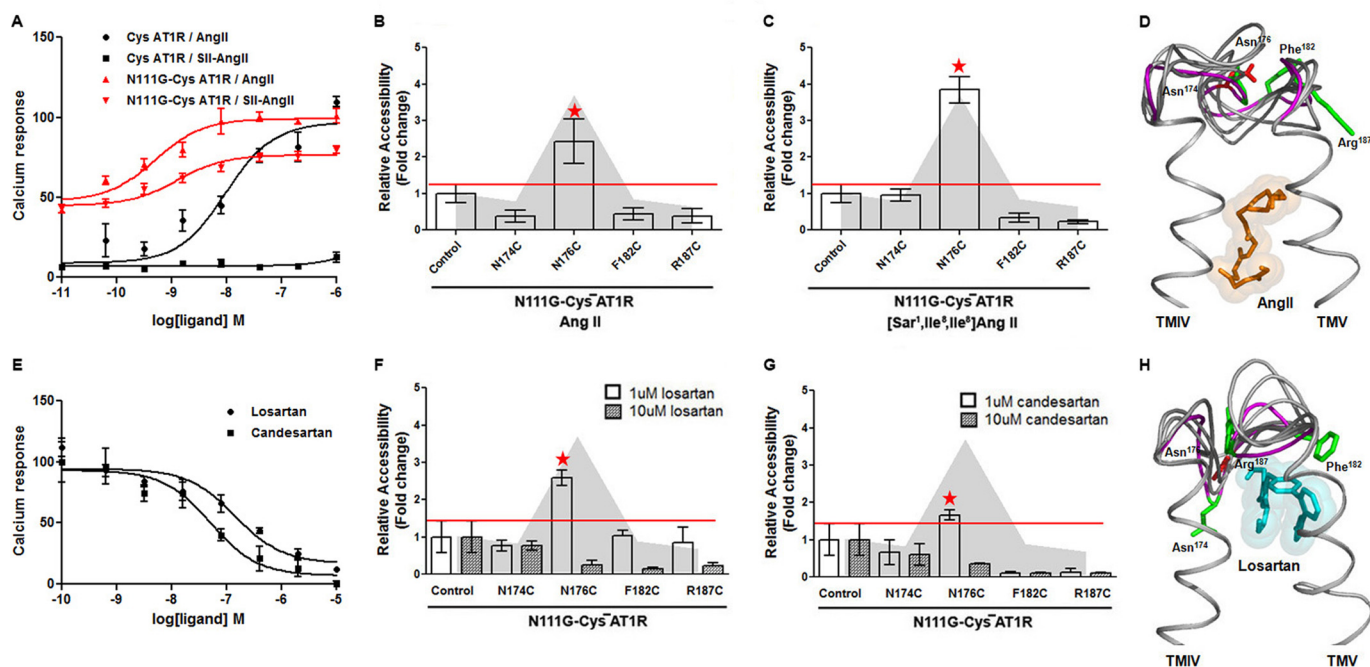 A
Calcium response
150
100
50
0
-11 -10 -9 -8 -7 -6
log[ligand] M
Cys AT1R / AngII
Cys AT1R / SII-AngII
N111G-Cys AT1R / AngII
N111G-Cys AT1R / SII-AngII
B
Relative Accessibility
(Fold change)
5
4
3
2
1
0
Control N174C N176C F182C R187C
N111G-Cys⁻AT1R
Ang II
C
Relative Accessibility
(Fold change)
5
4
3
2
1
0
Control N174C N176C F182C R187C
N111G-Cys⁻AT1R
[Sar¹,Ile⁸,Ile⁸]Ang II
D
Asn¹⁷⁶
Phe¹⁸²
Asn¹⁷⁴
Arg¹⁸⁷
AngII
TMIV TMV
E
Calcium response
150
100
50
0
-10 -9 -8 -7 -6 -5
log[ligand] M
Losartan
Candesartan
F
Relative Accessibility
(Fold change)
5
4
3
2
1
0
1uM losartan
10uM losartan
Control N174C N176C F182C R187C
N111G-Cys⁻AT1R
G
Relative Accessibility
(Fold change)
5
4
3
2
1
0
1uM candesartan
10uM candesartan
Control N174C N176C F182C R187C
N111G-Cys⁻AT1R
H
Asn¹⁷⁶
Arg¹⁸⁷
Phe¹⁸²
Asn¹⁷⁴
Losartan
TMIV TMV